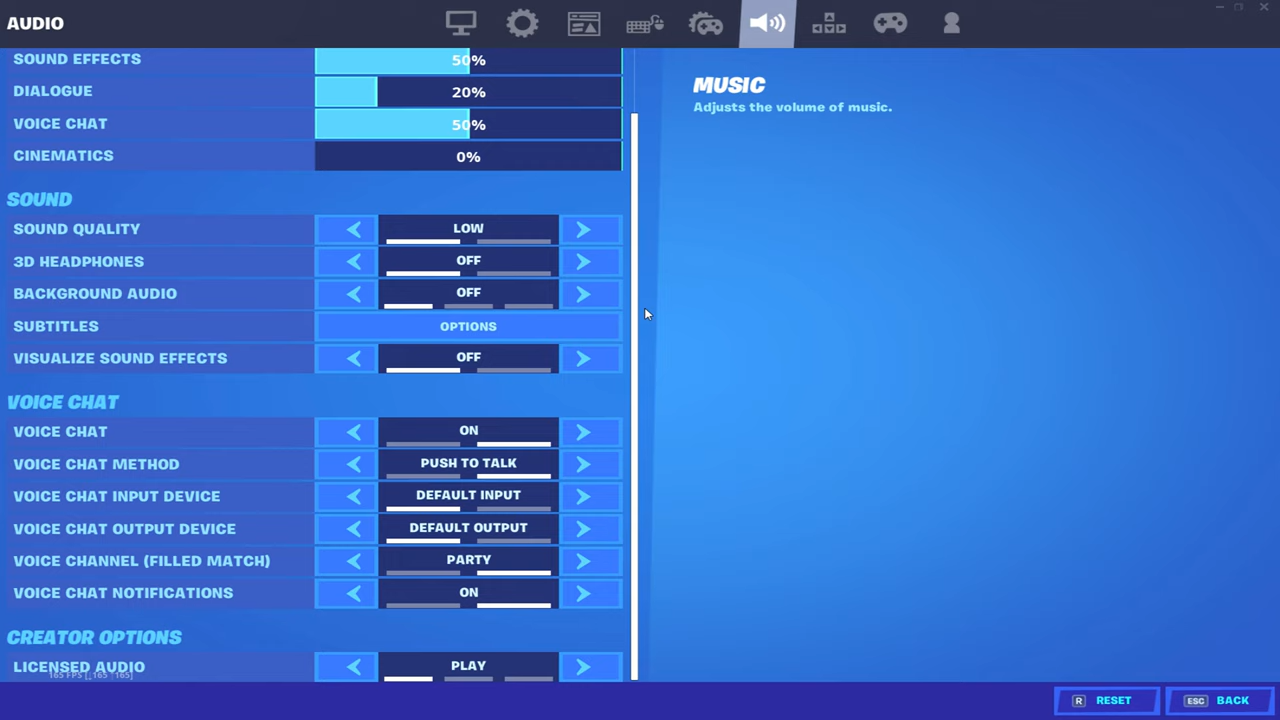 AUDIO
SOUND EFFECTS 50%
DIALOGUE 20%
VOICE CHAT 50%
CINEMATICS 0%
SOUND
SOUND QUALITY LOW
3D HEADPHONES OFF
BACKGROUND AUDIO OFF
SUBTITLES OPTIONS
VISUALIZE SOUND EFFECTS OFF
VOICE CHAT
VOICE CHAT ON
VOICE CHAT METHOD PUSH TO TALK
VOICE CHAT INPUT DEVICE DEFAULT INPUT
VOICE CHAT OUTPUT DEVICE DEFAULT OUTPUT
VOICE CHANNEL (FILLED MATCH) PARTY
VOICE CHAT NOTIFICATIONS ON
CREATOR OPTIONS
LICENSED AUDIO PLAY
MUSIC
Adjusts the volume of music.
R RESET
ESC BACK